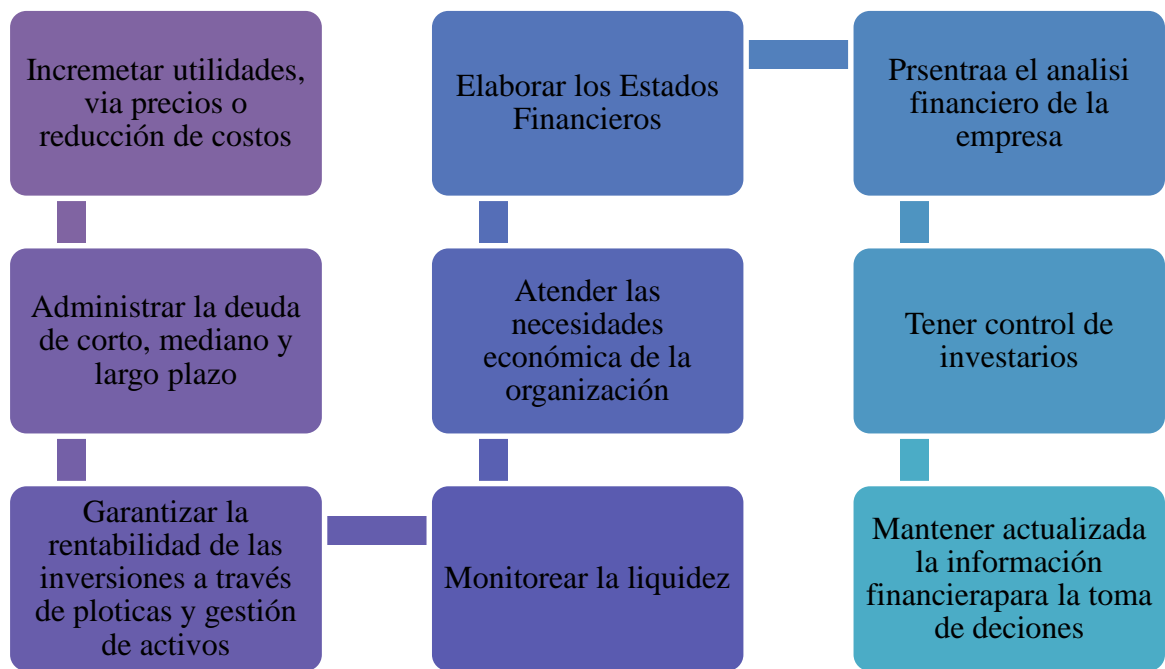 Incremetar utilidades,
via precios o
reducción de costos
Administrar la deuda
de corto, mediano y
largo plazo
Garantizar la
rentabilidad de las
inversiones a través
de ploticas y gestión
de activos
Monitorear la liquidez
Atender las
necesidades
económica de la
organización
Elaborar los Estados
Financieros
Prsentraa el analisi
financiero de la
empresa
Tener control de
investarios
Mantener actualizada
la información
financierapara la toma
de deciones